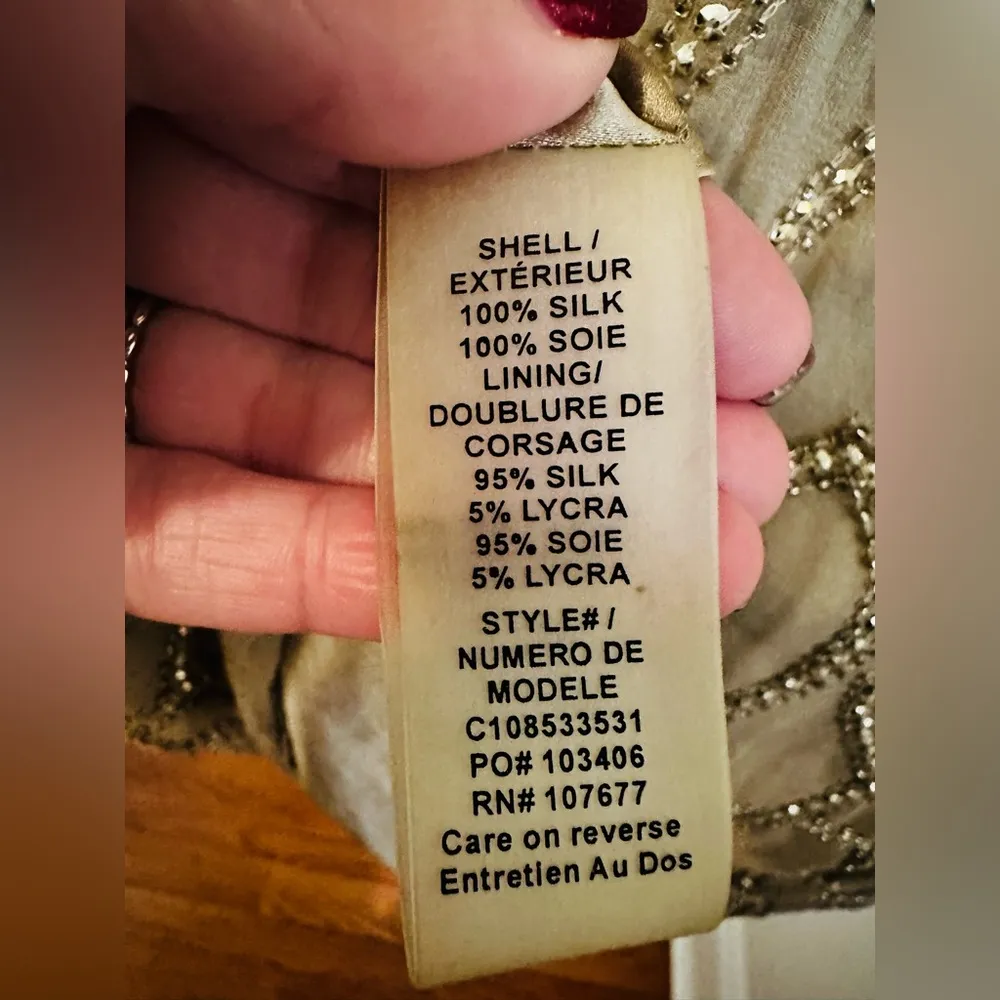 SHELL /
EXTÉRIEUR
100% SILK
100% SOIE
LINING/
DOUBLURE DE
CORSAGE
95% SILK
5% LYCRA
95% SOIE
5% LYCRA
STYLE# /
NUMERO DE
MODELE
C108533531
PO# 103406
RN# 107677
Care on reverse
Entretien Au Dos